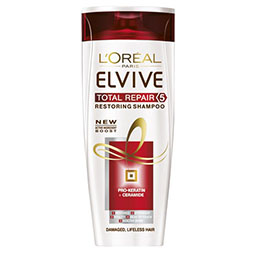 L'ORÉAL
PARIS
ELVIVE
TOTAL REPAIR 5
RESTORING SHAMPOO
NEW
BOOST
PRO-KERATIN
+ CERAMIDE
DAMAGED, LIFELESS HAIR